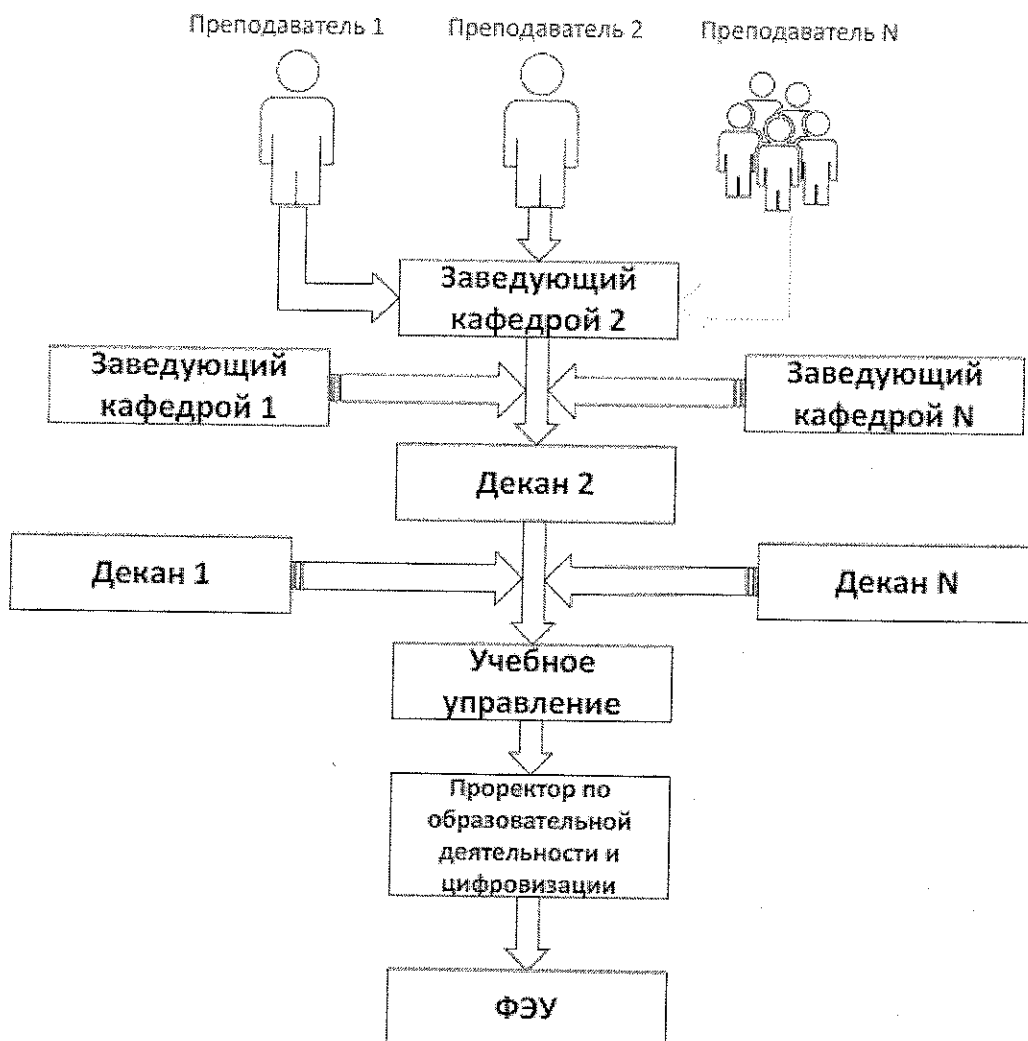 Преподаватель 1
Преподаватель 2
Преподаватель N
Заведующий
кафедрой 2
Заведующий
кафедрой 1
Заведующий
кафедрой N
Декан 2
Декан 1
Декан N
Учебное
управление
Проректор по
образовательной
деятельности и
цифровизации
ФЭУ